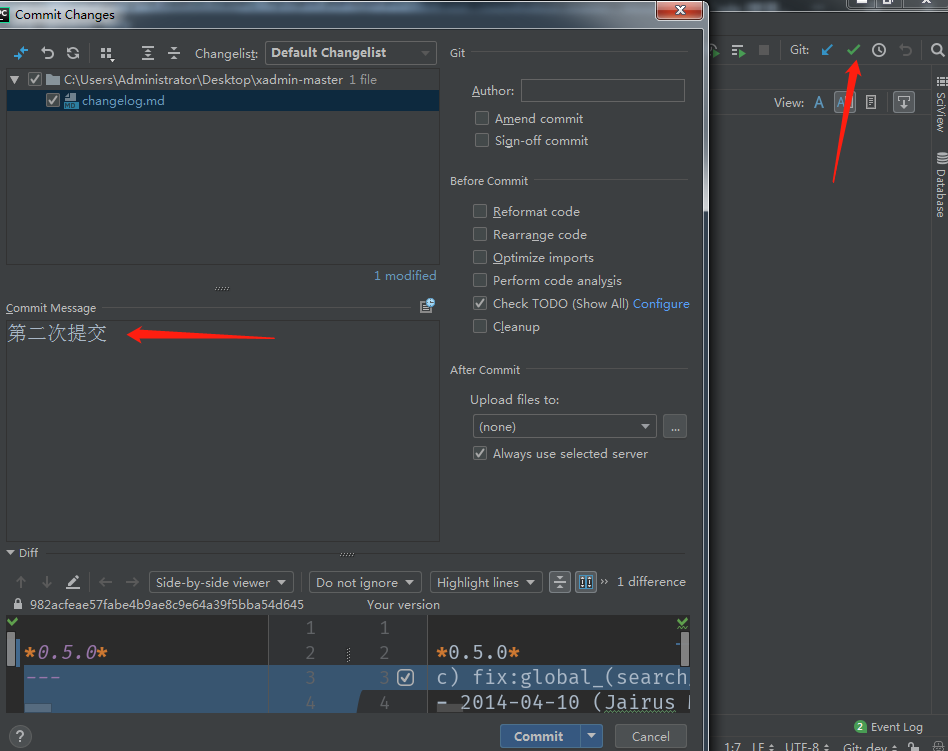 Commit Changes
Changelist: Default Changelist
C:\Users\Administrator\Desktop\xadmin-master 1 file
changelog.md
1 modified
Commit Message
第二次提交
Git
Author:
Amend commit
Sign-off commit
Before Commit
Reformat code
Rearrange code
Optimize imports
Perform code analysis
Check TODO (Show All) Configure
Cleanup
After Commit
Upload files to:
(none)
...
Always use selected server
Git:
View:
SciView
Database
Diff
Side-by-side viewer Do not ignore Highlight lines 1 difference
982acfeae57fabe4b9ae8c9e64a39f5bba54d645 Your version
1 1
*0.5.0* 2 2 *0.5.0*
--- 3 3 c) fix:global_(search
4 4 - 2014-04-10 (Jairus
? Commit Cancel
2 Event Log
1:7 LF UTF-8 Git: dev